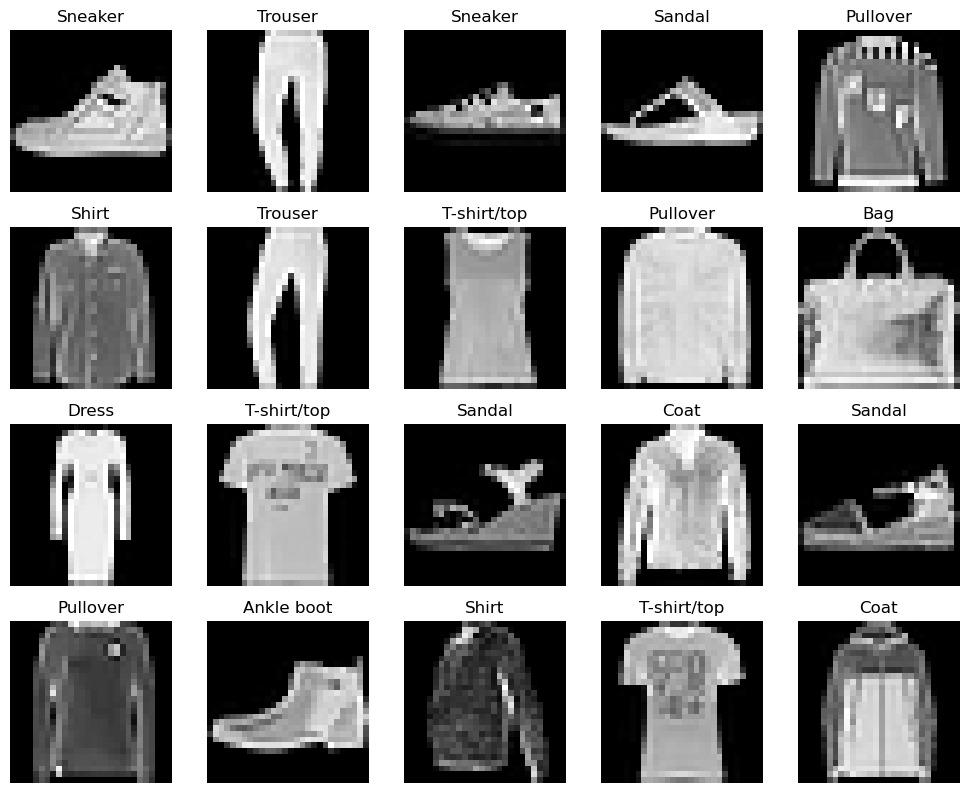 Sneaker Trouser Sneaker Sandal Pullover
Shirt Trouser T-shirt/top Pullover Bag
Dress T-shirt/top Sandal Coat Sandal
Pullover Ankle boot Shirt T-shirt/top Coat